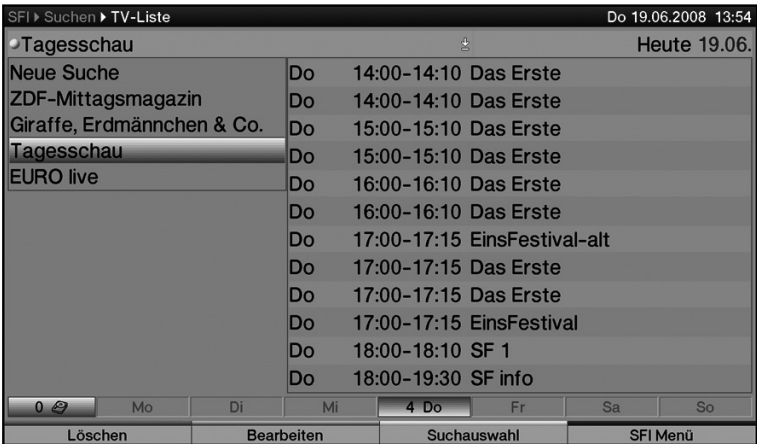 SFI ▸ Suchen ▸ TV-Liste Do 19.06.2008 13:54
Tagesschau Heute 19.06.
Neue Suche
ZDF-Mittagsmagazin
Giraffe, Erdmännchen & Co.
Tagesschau
EURO live
Do 14:00-14:10 Das Erste
Do 14:00-14:10 Das Erste
Do 15:00-15:10 Das Erste
Do 15:00-15:10 Das Erste
Do 16:00-16:10 Das Erste
Do 16:00-16:10 Das Erste
Do 17:00-17:15 EinsFestival-alt
Do 17:00-17:15 Das Erste
Do 17:00-17:15 Das Erste
Do 17:00-17:15 EinsFestival
Do 18:00-18:10 SF 1
Do 18:00-19:30 SF info
0 Mo Di Mi 4 Do Fr Sa So
Löschen Bearbeiten Suchauswahl SFI Menü